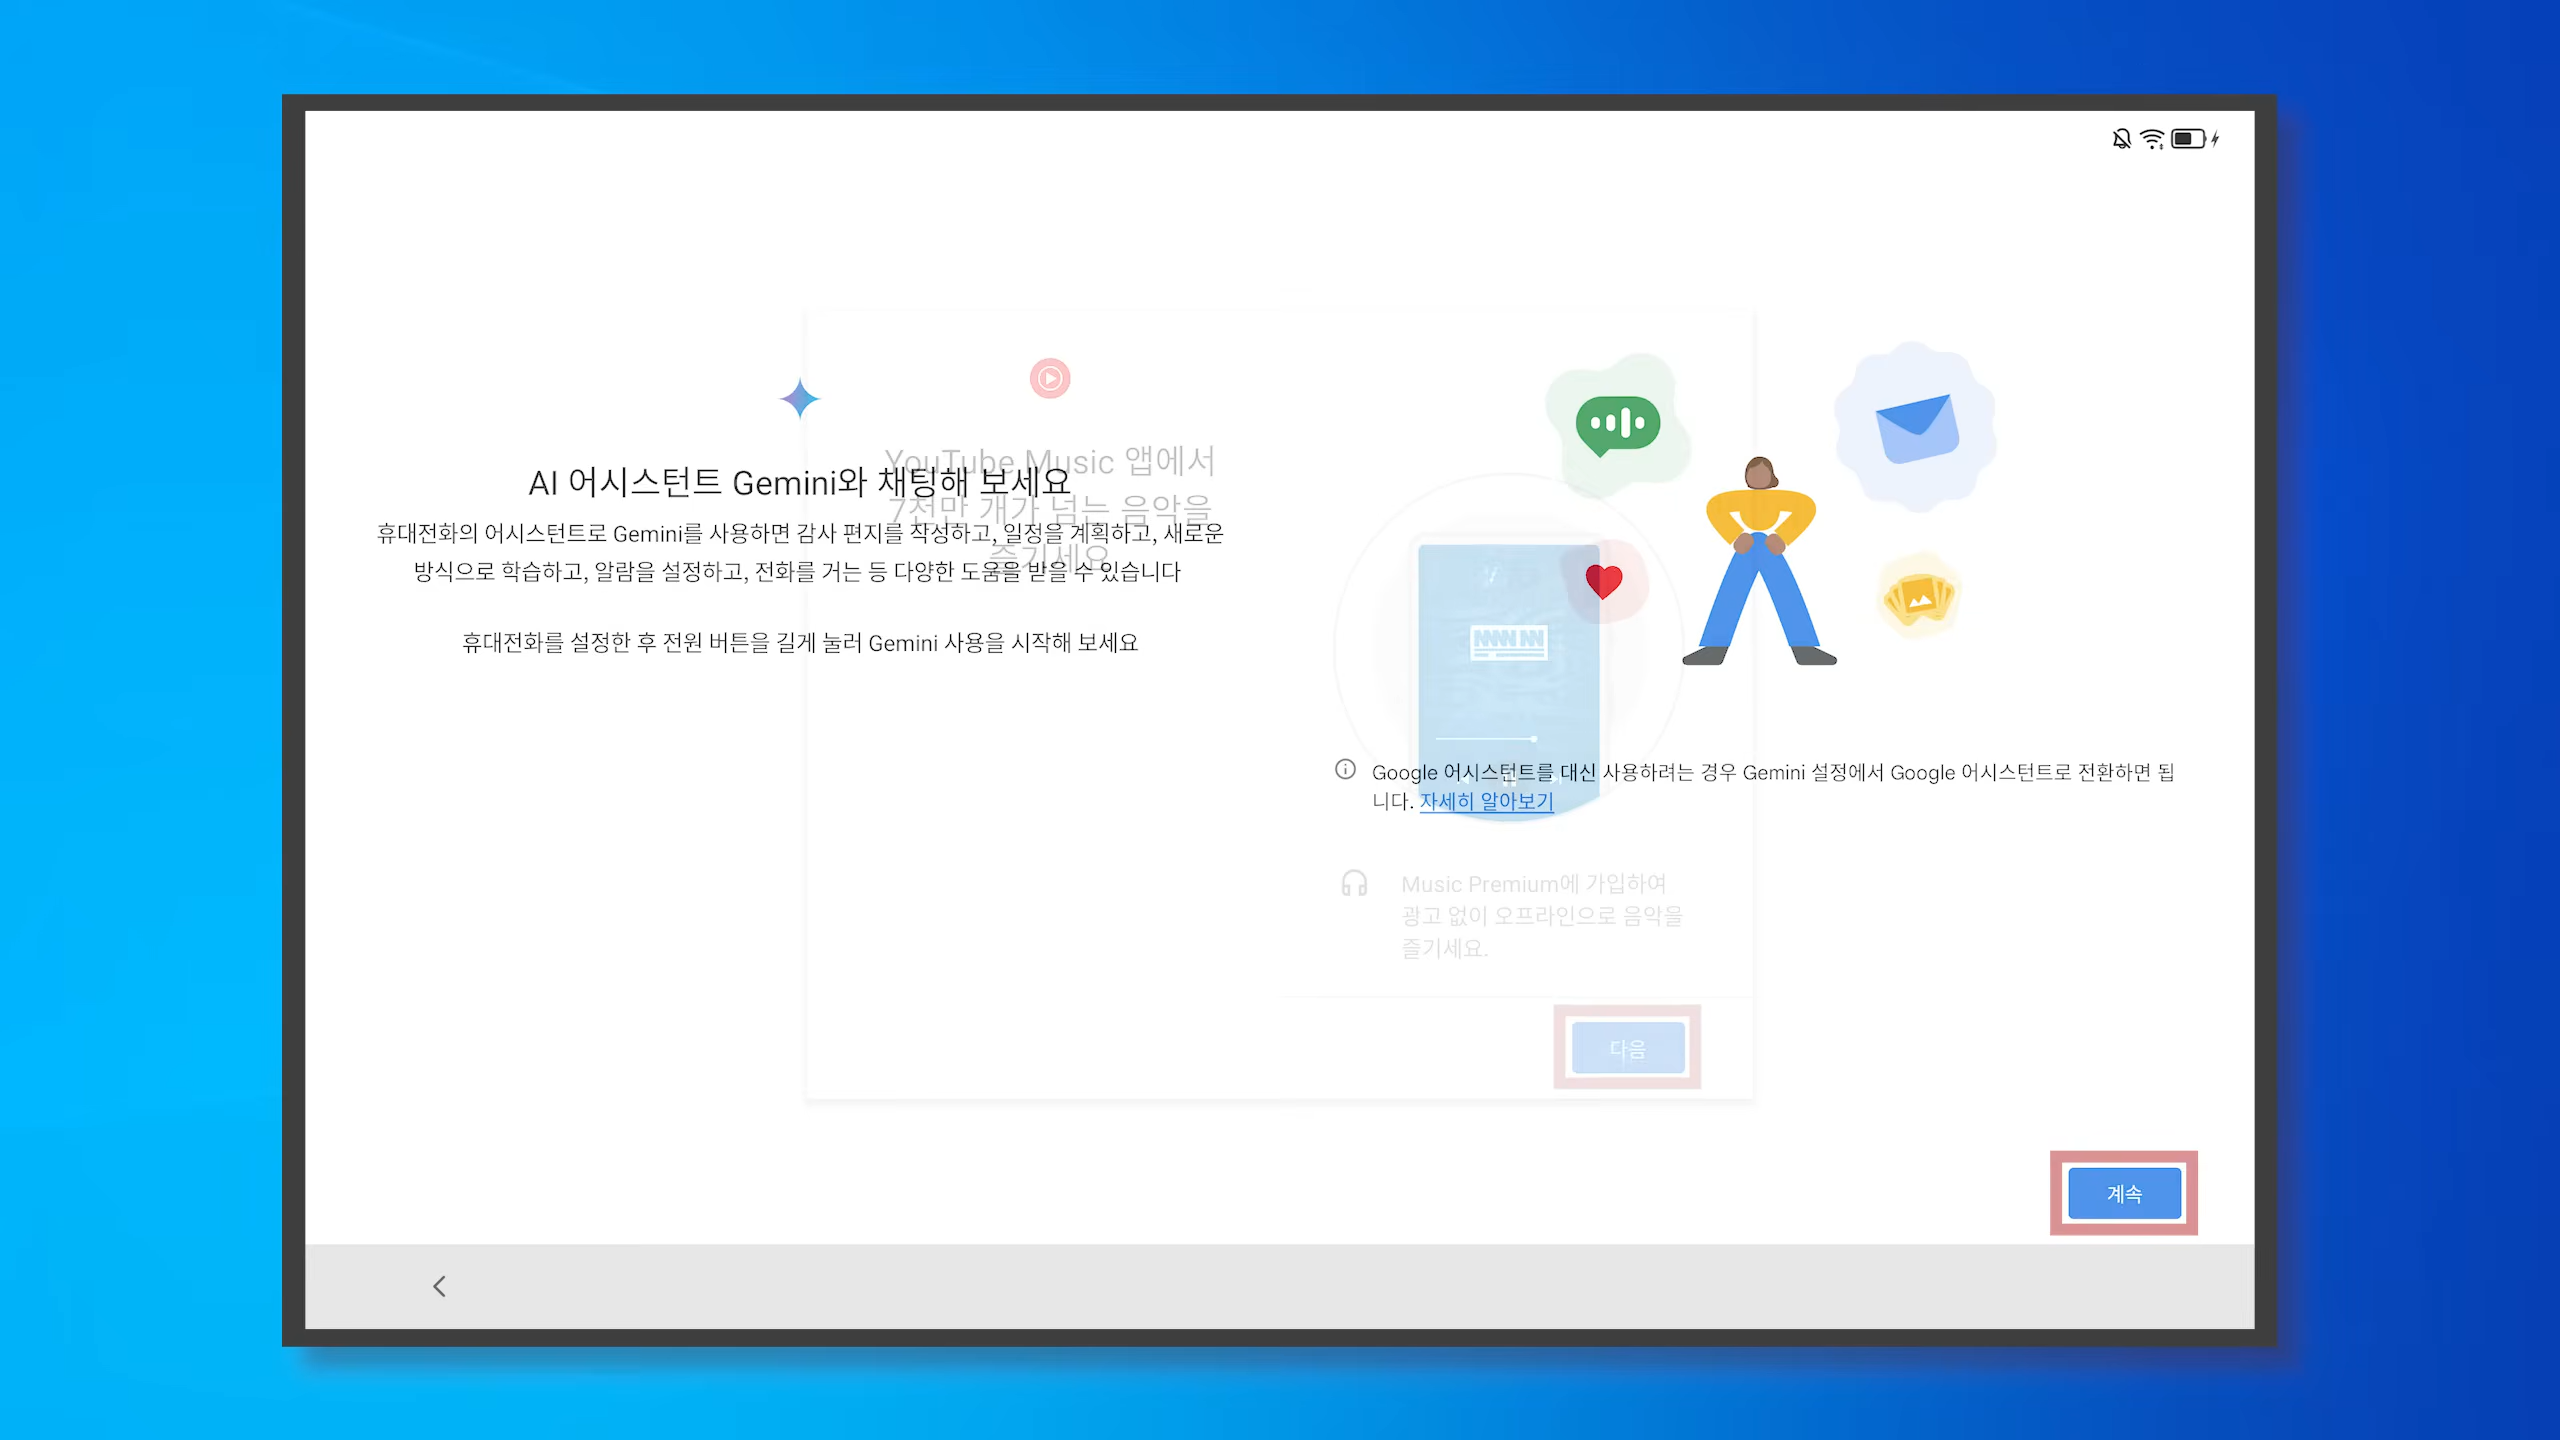 AI 어시스턴트 Gemini와 채팅해 보세요
휴대전화의 어시스턴트로 Gemini를 사용하면 감사 편지를 작성하고, 일정을 계획하고, 새로운
방식으로 학습하고, 알람을 설정하고, 전화를 거는 등 다양한 도움을 받을 수 있습니다
휴대전화를 설정한 후 전원 버튼을 길게 눌러 Gemini 사용을 시작해 보세요
YouTube Music 앱에서
7천만 개가 넘는 음악을
즐기세요
Google 어시스턴트를 대신 사용하려는 경우 Gemini 설정에서 Google 어시스턴트로 전환하면 됩
니다. 자세히 알아보기
Music Premium에 가입하여
광고 없이 오프라인으로 음악을
즐기세요.
다음
계속